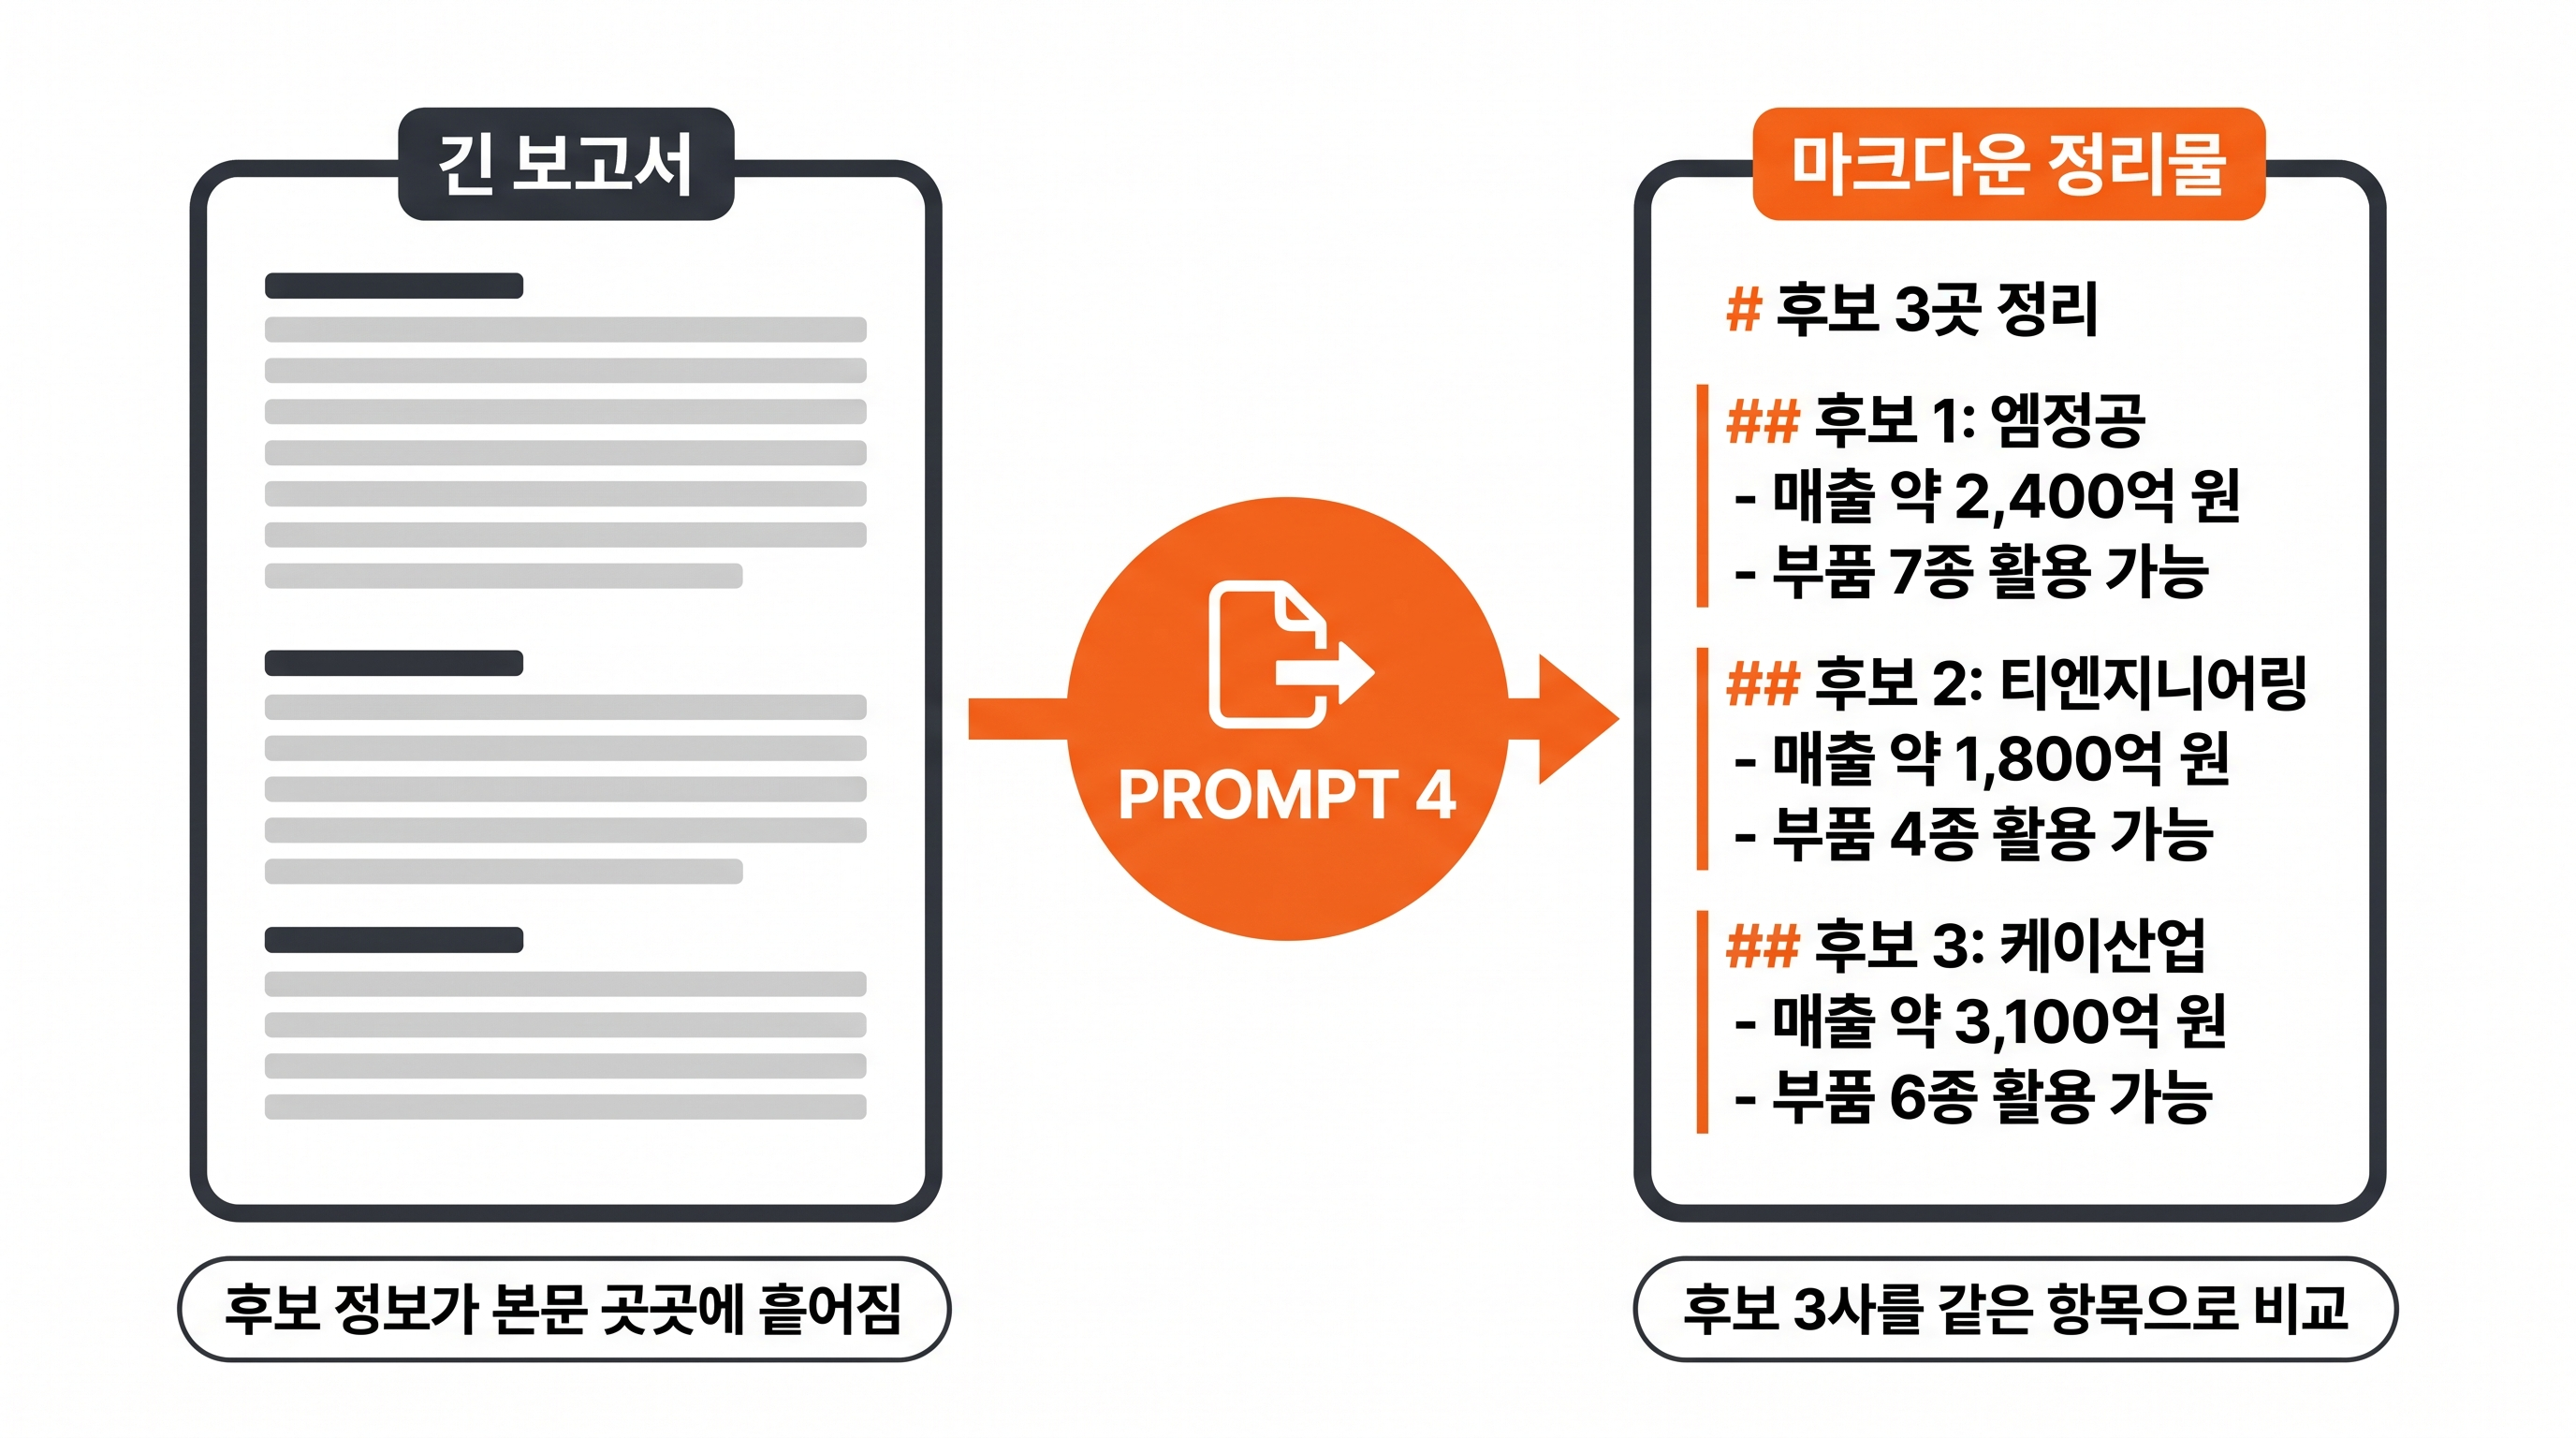 긴 보고서
후보 정보가 본문 곳곳에 흩어짐
PROMPT 4
마크다운 정리물
# 후보 3곳 정리
## 후보 1: 엠정공
- 매출 약 2,400억 원
- 부품 7종 활용 가능
## 후보 2: 티엔지니어링
- 매출 약 1,800억 원
- 부품 4종 활용 가능
## 후보 3: 케이산업
- 매출 약 3,100억 원
- 부품 6종 활용 가능
후보 3사를 같은 항목으로 비교